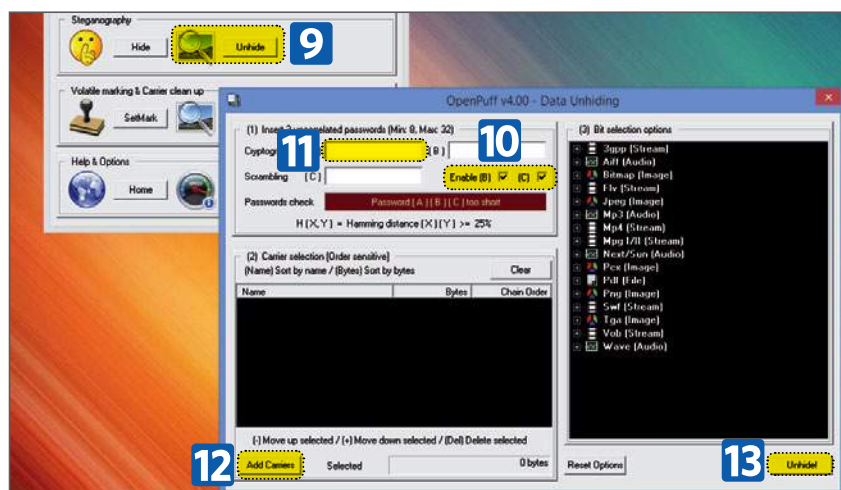 Steganography
Hide
Unhide
9
Volatile marking & Carrier clean up
SetMark
Help & Options
Home
OpenPuff v4.00 - Data Unhiding
(1) Insert 3 uncorrelated passwords (Min: 8, Max: 32)
11
10
Cryptogr
(B)
Scrambling (C)
Enable (B) (C)
Passwords check
Password [A] [B] [C] too short
H(X,Y) = Hamming distance (X)(Y) >= 25%
(2) Carrier selection [Order sensitive]
(Name) Sort by name / (Bytes) Sort by bytes
Clear
Name Bytes Chain Order
(-) Move up selected / (+) Move down selected / (Del) Delete selected
12
Add Carriers
Selected
0 bytes
(3) Bit selection options
3gpp (Stream)
Aiff (Audio)
Bitmap (Image)
Flv (Stream)
Jpeg (Image)
Mp3 (Audio)
Mp4 (Stream)
Mpg I/II (Stream)
Next/Sun (Audio)
Pcx (Image)
Pdf (File)
Png (Image)
Swf (Stream)
Tga (Image)
Vob (Stream)
Wave (Audio)
Reset Options
13
Unhide!